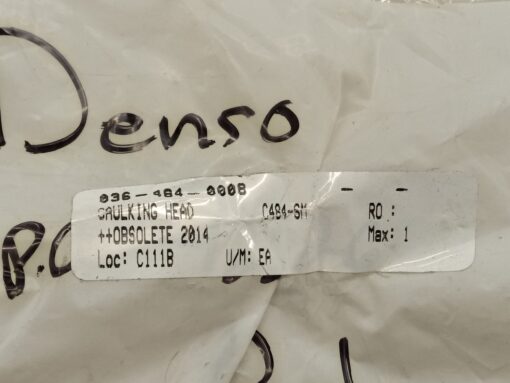 Denso
036-484-0008 - -
CAULKING HEAD C484-SM RO :
++OBSOLETE 2014 Max: 1
Loc: C111B U/M: EA
P.O